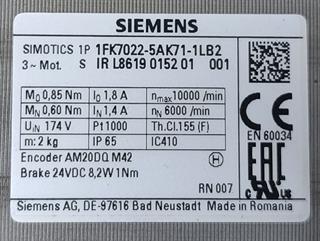 SIEMENS
SIMOTICS 1P 1FK7022-5AK71-1LB2
3~ Mot. S IR L8619 0152 01 001
M₀ 0,85 Nm I₀ 1,8 A nmax 10000 /min
MN 0,60 Nm IN 1,4 A nN 6000 /min
UIN 174 V P11000 Th.Cl.155 (F)
m: 2 kg IP 65 IC410
EN 60034
Encoder AM20DQ M42 H
Brake 24VDC 8,2W 1Nm
CE EAC
RN 007
Siemens AG, DE-97616 Bad Neustadt Made in Romania